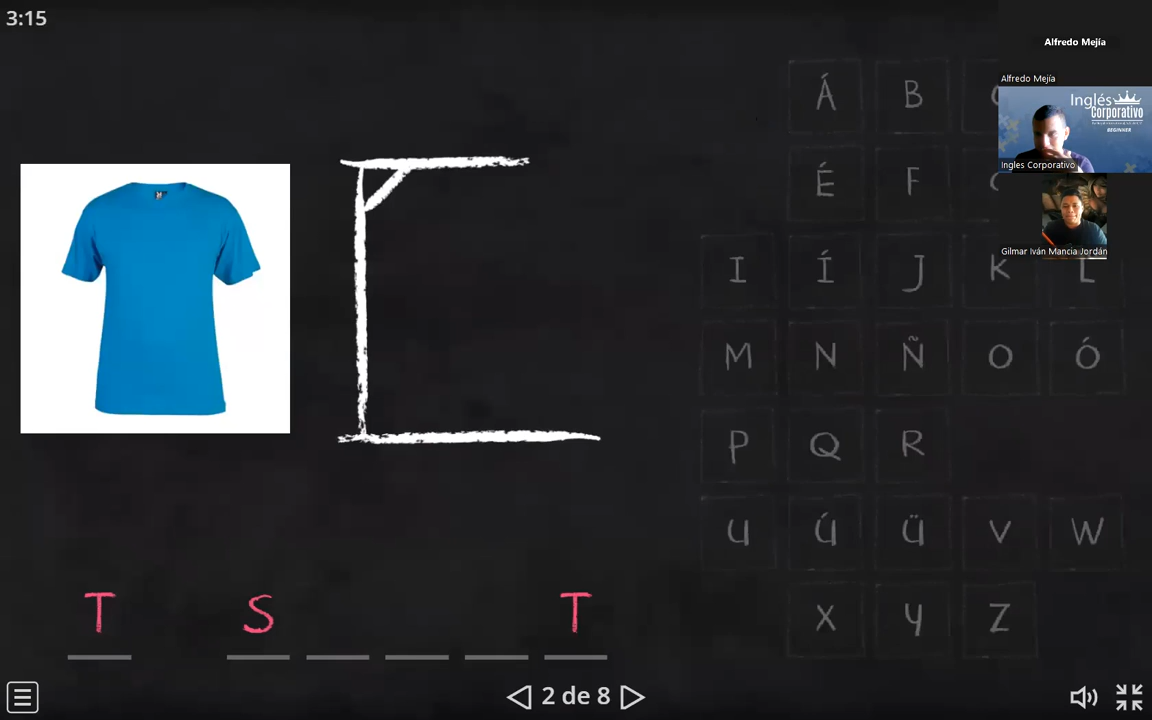 3:15
Alfredo Mejía
Alfredo Mejía
Inglés
Corporativo
BEGINNER
Ingles Corporativo
Gilmar Iván Mancia Jordán
Á B
É F
I Í J K L
M N Ñ O Ó
P Q R
U Ú Ü V W
X Y Z
T S T
2 de 8